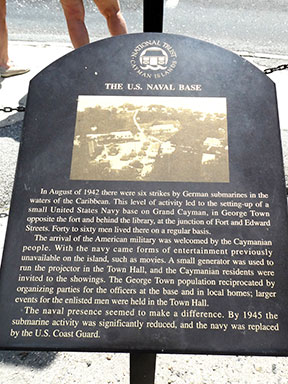 NATIONAL TRUST
CAYMAN ISLANDS
THE U.S. NAVAL BASE
In August of 1942 there were six strikes by German submarines in the
waters of the Caribbean. This level of activity led to the setting-up of a
small United States Navy base on Grand Cayman, in George Town
opposite the fort and behind the library, at the junction of Fort and Edward
Streets. Forty to sixty men lived there on a regular basis.
The arrival of the American military was welcomed by the Caymanian
people. With the navy came forms of entertainment previously
unavailable on the island, such as movies. A small generator was used to
run the projector in the Town Hall, and the Caymanian residents were
invited to the showings. The George Town population reciprocated by
organizing parties for the officers at the base and in local homes; larger
events for the enlisted men were held in the Town Hall.
The naval presence seemed to make a difference. By 1945 the
submarine activity was significantly reduced, and the navy was replaced
by the U.S. Coast Guard.